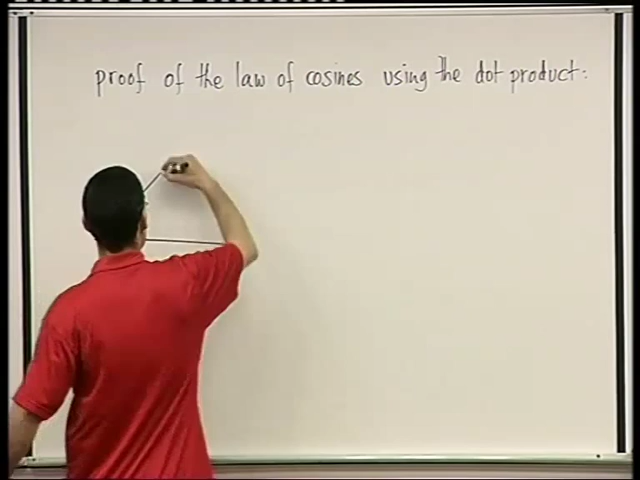 proof of the law of cosines using the dot product: